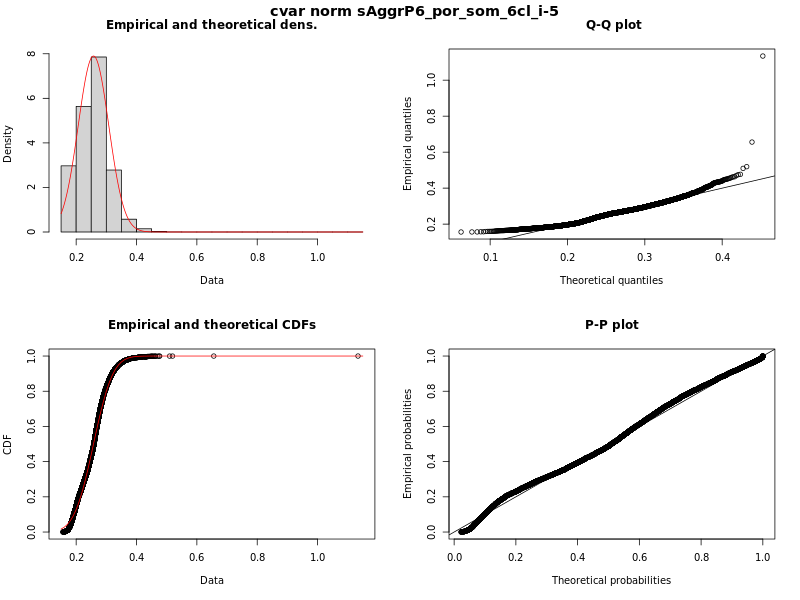 cvar norm sAggrP6_por_som_6cl_i-5
Empirical and theoretical dens.
Density
0 2 4 6 8
0.2 0.4 0.6 0.8 1.0
Data
Q-Q plot
Empirical quantiles
0.2 0.4 0.6 0.8 1.0
0.1 0.2 0.3 0.4
Theoretical quantiles
Empirical and theoretical CDFs
CDF
0.0 0.2 0.4 0.6 0.8 1.0
0.2 0.4 0.6 0.8 1.0
Data
P-P plot
Empirical probabilities
0.0 0.2 0.4 0.6 0.8 1.0
0.0 0.2 0.4 0.6 0.8 1.0
Theoretical probabilities